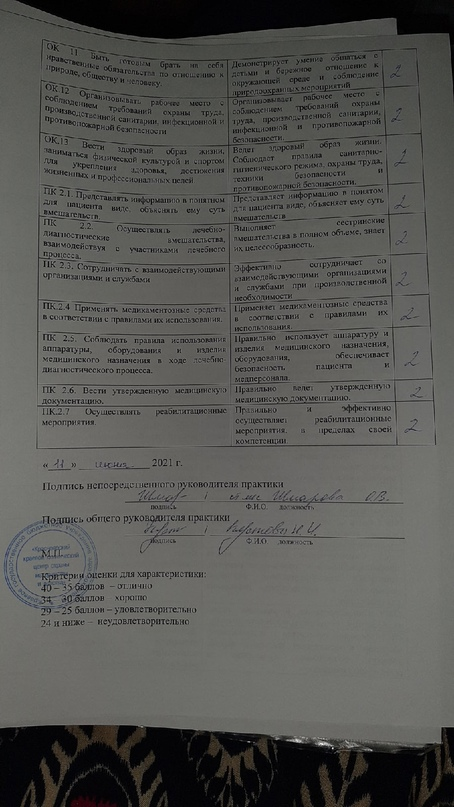 ОК 11 Быть готовым брать на себя
нравственные обязательства по отношению к
природе, обществу и человеку.
Демонстрирует умение общаться с
детьми и бережное отношение к
окружающей среде и соблюдение
природоохранных мероприятий
2
ОК.12 Организовывать рабочее место с
соблюдением требований охраны труда,
производственной санитарии, инфекционной и
противопожарной безопасности
Организовывает рабочее место с
соблюдением требований охраны
труда, производственной санитарии,
инфекционной и противопожарной
безопасности.
2
ОК.13 Вести здоровый образ жизни,
заниматься физической культурой и спортом
для укрепления здоровья, достижения
жизненных и профессиональных целей
Ведет здоровый образ жизни.
Соблюдает правила санитарно-
гигиенического режима, охраны труда,
техники безопасности и
противопожарной безопасности.
2
ПК 2.1. Представлять информацию в понятном
для пациента виде, объяснять ему суть
вмешательств
Представляет информацию в понятом
для пациента виде, объясняет ему суть
вмешательств
2
ПК 2.2. Осуществлять лечебно-
диагностические вмешательства,
взаимодействуя с участниками лечебного
процесса.
Выполняет сестринские
вмешательства в полном объеме, знает
их целесообразность.
2
ПК 2.3. Сотрудничать с взаимодействующими
организациями и службами
Эффективно сотрудничает со
взаимодействующими организациями
и службами при производственной
необходимости
2
ПК.2.4 Применять медикаментозные средства
в соответствии с правилами их использования.
Применяет медикаментозные средства
в соответствии с правилами их
использования.
2
ПК 2.5. Соблюдать правила использования
аппаратуры, оборудования и изделий
медицинского назначения в ходе лечебно-
диагностического процесса.
Правильно использует аппаратуру и
изделия медицинского назначения,
оборудования, обеспечивает
безопасность пациента и
медперсонала.
2
ПК 2.6. Вести утвержденную медицинскую
документацию.
Правильно ведет утвержденную
медицинскую документацию.
2
ПК.2.7 Осуществлять реабилитационные
мероприятия.
Правильно и эффективно
осуществляет реабилитационные
мероприятия, в пределах своей
компетенции
2
« 11 » июня 2021 г.
Подпись непосредственного руководителя практики
Шмарова О.В.
подпись Ф.И.О. должность
Подпись общего руководителя практики
подпись Ф.И.О должность
М.П.
Критерии оценки для характеристики:
40 – 35 баллов – отлично
34 – 30 баллов – хорошо
29 – 25 баллов – удовлетворительно
24 и ниже – неудовлетворительно